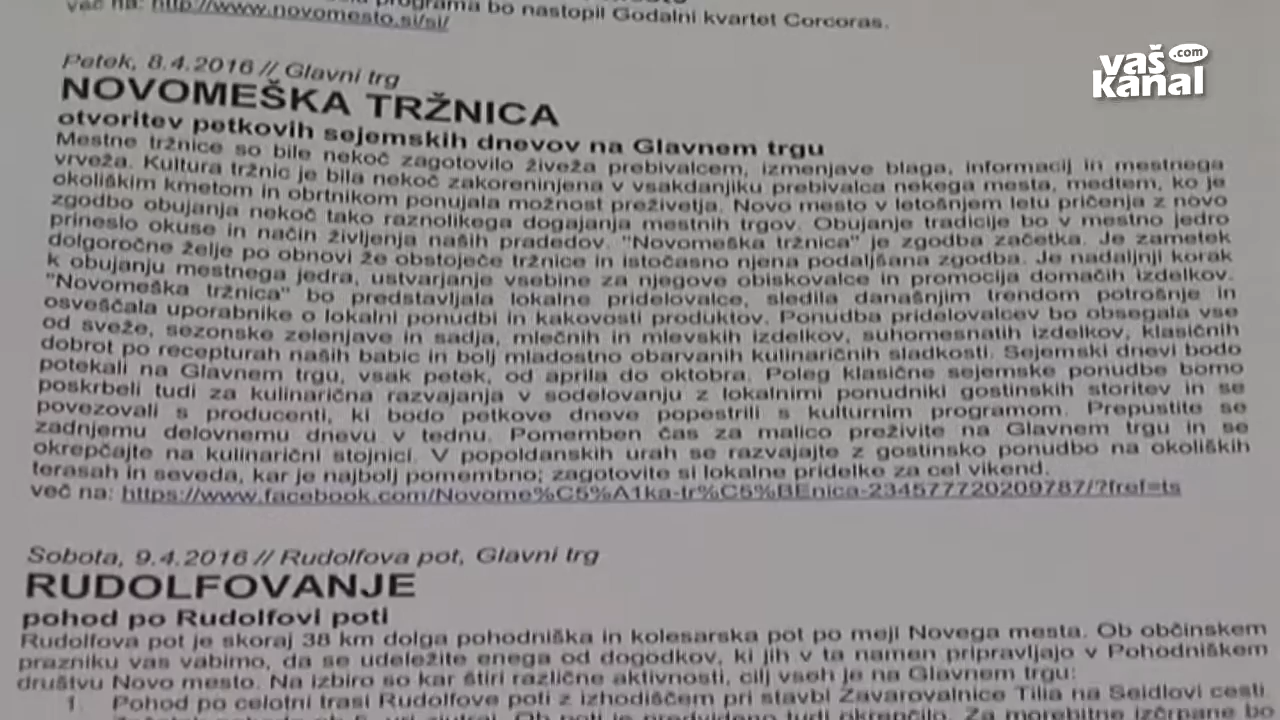 več na: http://www.novomesto.si/si/
programa bo nastopil Godalni kvartet Corcoras.
vaš
.com
kanal
Petek, 8.4.2016 // Glavni trg
NOVOMEŠKA TRŽNICA
otvoritev petkovih sejemskih dnevov na Glavnem trgu
Mestne tržnice so bile nekoč zagotovilo živeža prebivalcem, izmenjave blaga, informacij in mestnega
vrveža. Kultura tržnic je bila nekoč zakoreninjena v vsakdanjiku prebivalca nekega mesta, medtem, ko je
okoliškim kmetom in obrtnikom ponujala možnost preživetja. Novo mesto v letošnjem letu pričenja z novo
zgodbo obujanja nekoč tako raznolikega dogajanja mestnih trgov. Obujanje tradicije bo v mestno jedro
prineslo okuse in način življenja naših pradedov. "Novomeška tržnica" je zgodba začetka. Je zametek
dolgoročne želje po obnovi že obstoječe tržnice in istočasno njena podaljšana zgodba. Je nadaljnji korak
k obujanju mestnega jedra, ustvarjanje vsebine za njegove obiskovalce in promocija domačih izdelkov.
"Novomeška tržnica" bo predstavljala lokalne pridelovalce, sledila današnjim trendom potrošnje in
osveščala uporabnike o lokalni ponudbi in kakovosti produktov. Ponudba pridelovalcev bo obsegala vse
od sveže, sezonske zelenjave in sadja, mlečnih in mlevskih izdelkov, suhomesnatih izdelkov, klasičnih
dobrot po recepturah naših babic in bolj mladostno obarvanih kulinaričnih sladkosti. Sejemski dnevi bodo
potekali na Glavnem trgu, vsak petek, od aprila do oktobra. Poleg klasične sejemske ponudbe bomo
poskrbeli tudi za kulinarična razvajanja v sodelovanju z lokalnimi ponudniki gostinskih storitev in se
povezovali s producenti, ki bodo petkove dneve popestrili s kulturnim programom. Prepustite se
zadnjemu delovnemu dnevu v tednu. Pomemben čas za malico preživite na Glavnem trgu in se
okrepčajte na kulinarični stojnici. V popoldanskih urah se razvajajte z gostinsko ponudbo na okoliških
terasah in seveda, kar je najbolj pomembno; zagotovite si lokalne pridelke za cel vikend.
več na: https://www.facebook.com/Novome%C5%A1ka-tr%C5%BEnica-234577720209787/?fref=ts
Sobota, 9.4.2016 // Rudolfova pot, Glavni trg
RUDOLFOVANJE
pohod po Rudolfovi poti
Rudolfova pot je skoraj 38 km dolga pohodniška in kolesarska pot po meji Novega mesta. Ob občinskem
prazniku vas vabimo, da se udeležite enega od dogodkov, ki jih v ta namen pripravljajo v Pohodniškem
društvu Novo mesto. Na izbiro so kar štiri različne aktivnosti, cilj vseh je na Glavnem trgu:
1. Pohod po celotni trasi Rudolfove poti z izhodiščem pri stavbi Zavarovalnice Tilia na Seidlovi cesti.
Ob poti je predvideno tudi okrepčilo. Za morebitne izčrpane bo